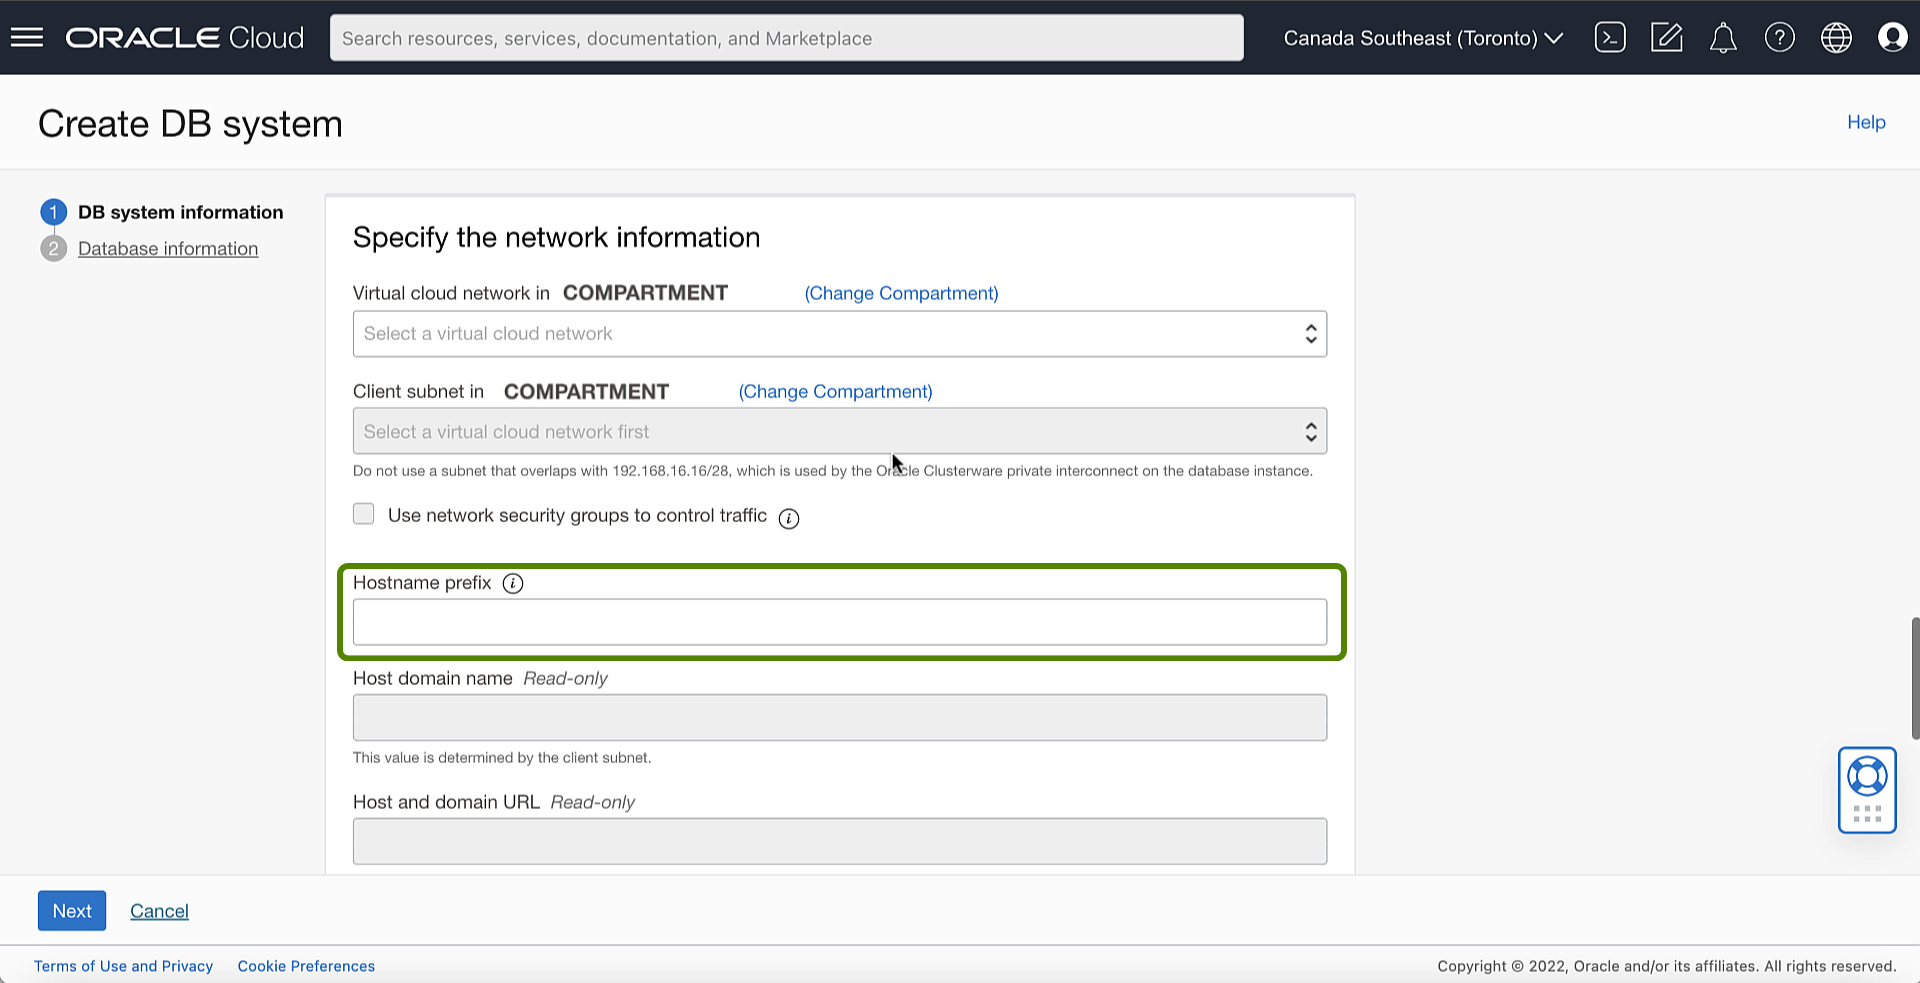 ORACLE Cloud
Search resources, services, documentation, and Marketplace
Canada Southeast (Toronto)
Create DB system
Help
1 DB system information
2 Database information
Specify the network information
Virtual cloud network in COMPARTMENT (Change Compartment)
Select a virtual cloud network
Client subnet in COMPARTMENT (Change Compartment)
Select a virtual cloud network first
Do not use a subnet that overlaps with 192.168.16.16/28, which is used by the Oracle Clusterware private interconnect on the database instance.
Use network security groups to control traffic
Hostname prefix
Host domain name Read-only
This value is determined by the client subnet.
Host and domain URL Read-only
Next Cancel
Terms of Use and Privacy Cookie Preferences
Copyright © 2022, Oracle and/or its affiliates. All rights reserved.